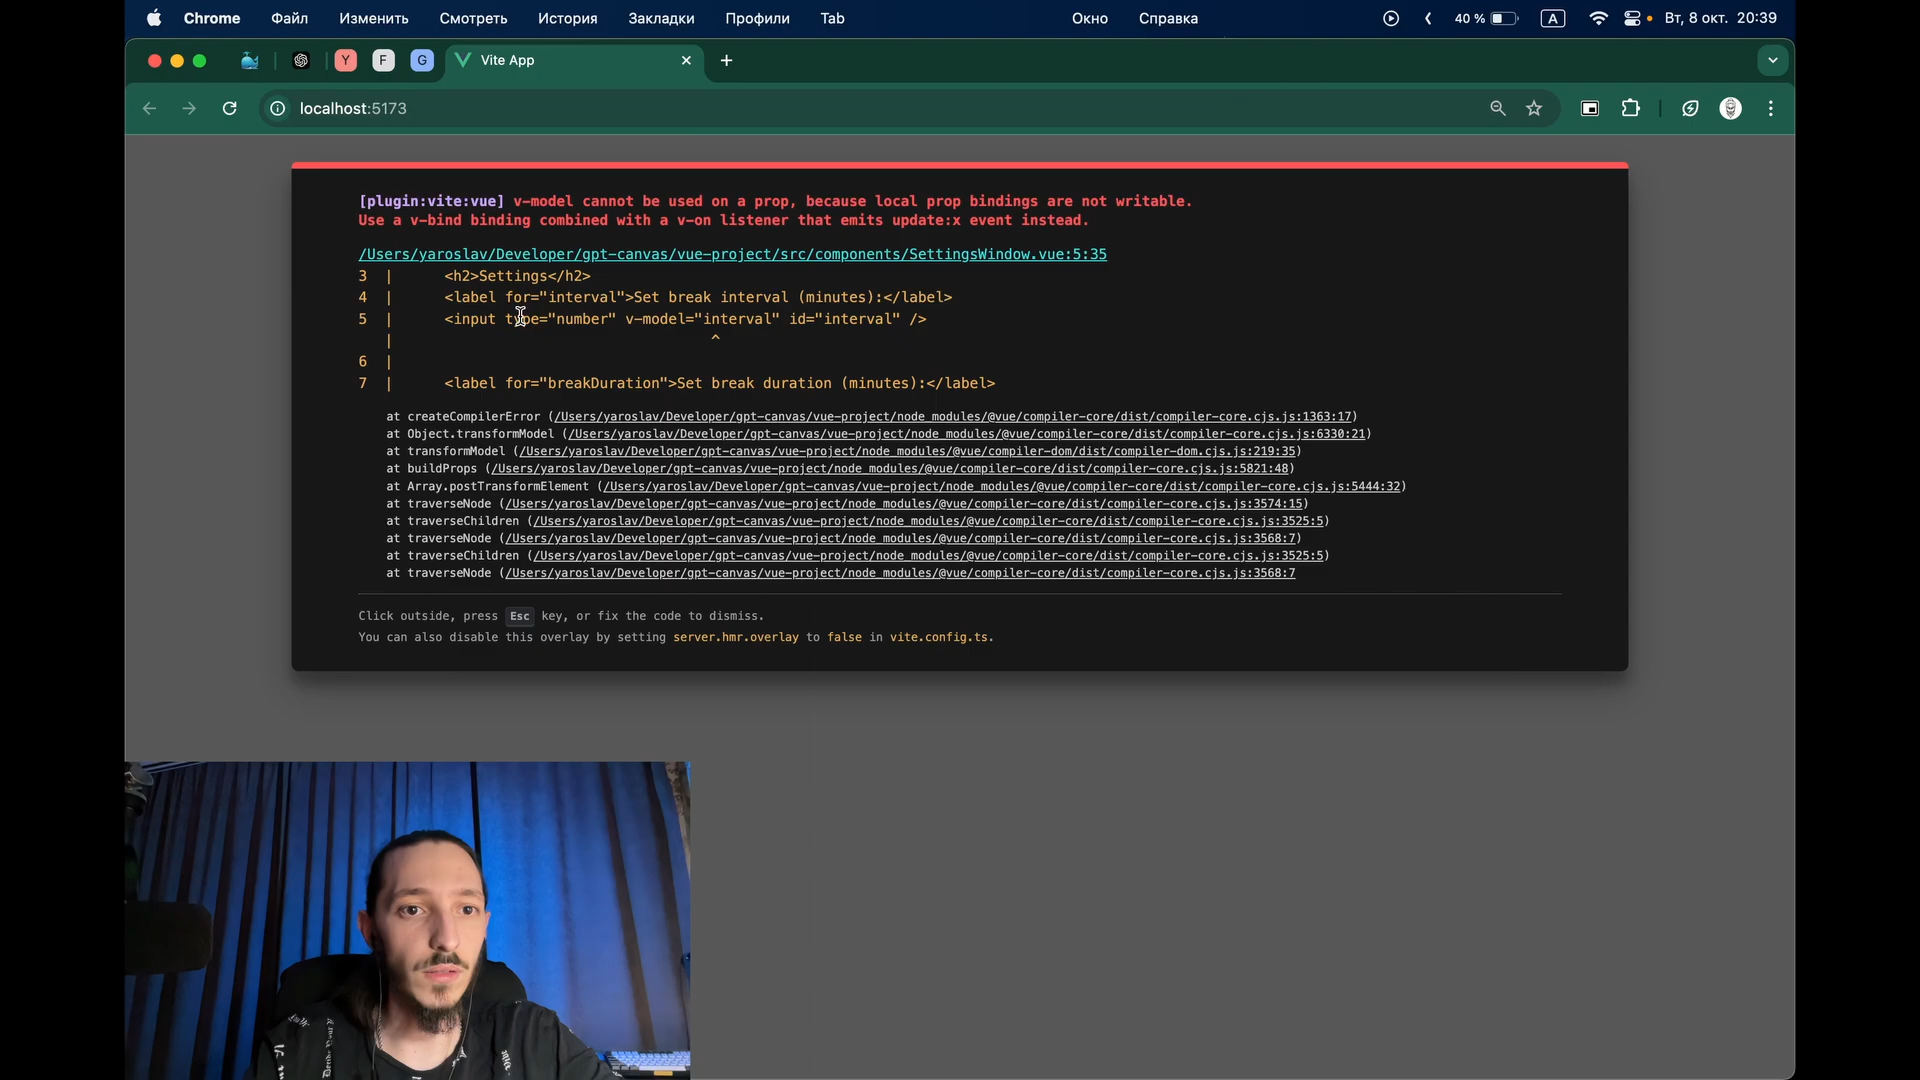 Chrome Файл Изменить Смотреть История Закладки Профили Tab Окно Справка 40 % A Вт, 8 окт. 20:39
Y F G Vite App
localhost:5173
[plugin:vite:vue] v-model cannot be used on a prop, because local prop bindings are not writable.
Use a v-bind binding combined with a v-on listener that emits update:x event instead.
/Users/yaroslav/Developer/gpt-canvas/vue-project/src/components/SettingsWindow.vue:5:35
3 | <h2>Settings</h2>
4 | <label for="interval">Set break interval (minutes):</label>
5 | <input type="number" v-model="interval" id="interval" />
| ^
6 |
7 | <label for="breakDuration">Set break duration (minutes):</label>
at createCompilerError (/Users/yaroslav/Developer/gpt-canvas/vue-project/node_modules/@vue/compiler-core/dist/compiler-core.cjs.js:1363:17)
at Object.transformModel (/Users/yaroslav/Developer/gpt-canvas/vue-project/node_modules/@vue/compiler-core/dist/compiler-core.cjs.js:6330:21)
at transformModel (/Users/yaroslav/Developer/gpt-canvas/vue-project/node_modules/@vue/compiler-dom/dist/compiler-dom.cjs.js:219:35)
at buildProps (/Users/yaroslav/Developer/gpt-canvas/vue-project/node_modules/@vue/compiler-core/dist/compiler-core.cjs.js:5821:48)
at Array.postTransformElement (/Users/yaroslav/Developer/gpt-canvas/vue-project/node_modules/@vue/compiler-core/dist/compiler-core.cjs.js:5444:32)
at traverseNode (/Users/yaroslav/Developer/gpt-canvas/vue-project/node_modules/@vue/compiler-core/dist/compiler-core.cjs.js:3574:15)
at traverseChildren (/Users/yaroslav/Developer/gpt-canvas/vue-project/node_modules/@vue/compiler-core/dist/compiler-core.cjs.js:3525:5)
at traverseNode (/Users/yaroslav/Developer/gpt-canvas/vue-project/node_modules/@vue/compiler-core/dist/compiler-core.cjs.js:3568:7)
at traverseChildren (/Users/yaroslav/Developer/gpt-canvas/vue-project/node_modules/@vue/compiler-core/dist/compiler-core.cjs.js:3525:5)
at traverseNode (/Users/yaroslav/Developer/gpt-canvas/vue-project/node_modules/@vue/compiler-core/dist/compiler-core.cjs.js:3568:7
Click outside, press Esc key, or fix the code to dismiss.
You can also disable this overlay by setting server.hmr.overlay to false in vite.config.ts.